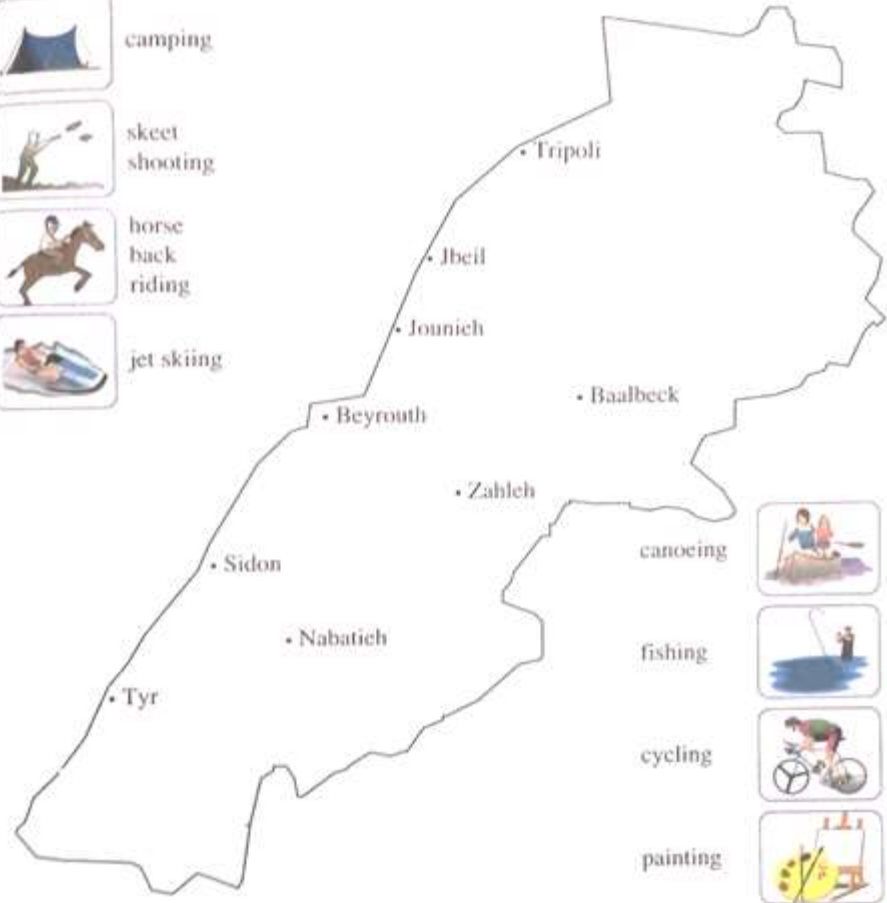 camping
skeet
shooting
horse
back
riding
jet skiing
Tripoli
Jbeil
Jounieh
Beyrouth
Baalbeck
Zahleh
Sidon
Nabatieh
Tyr
canoeing
fishing
cycling
painting